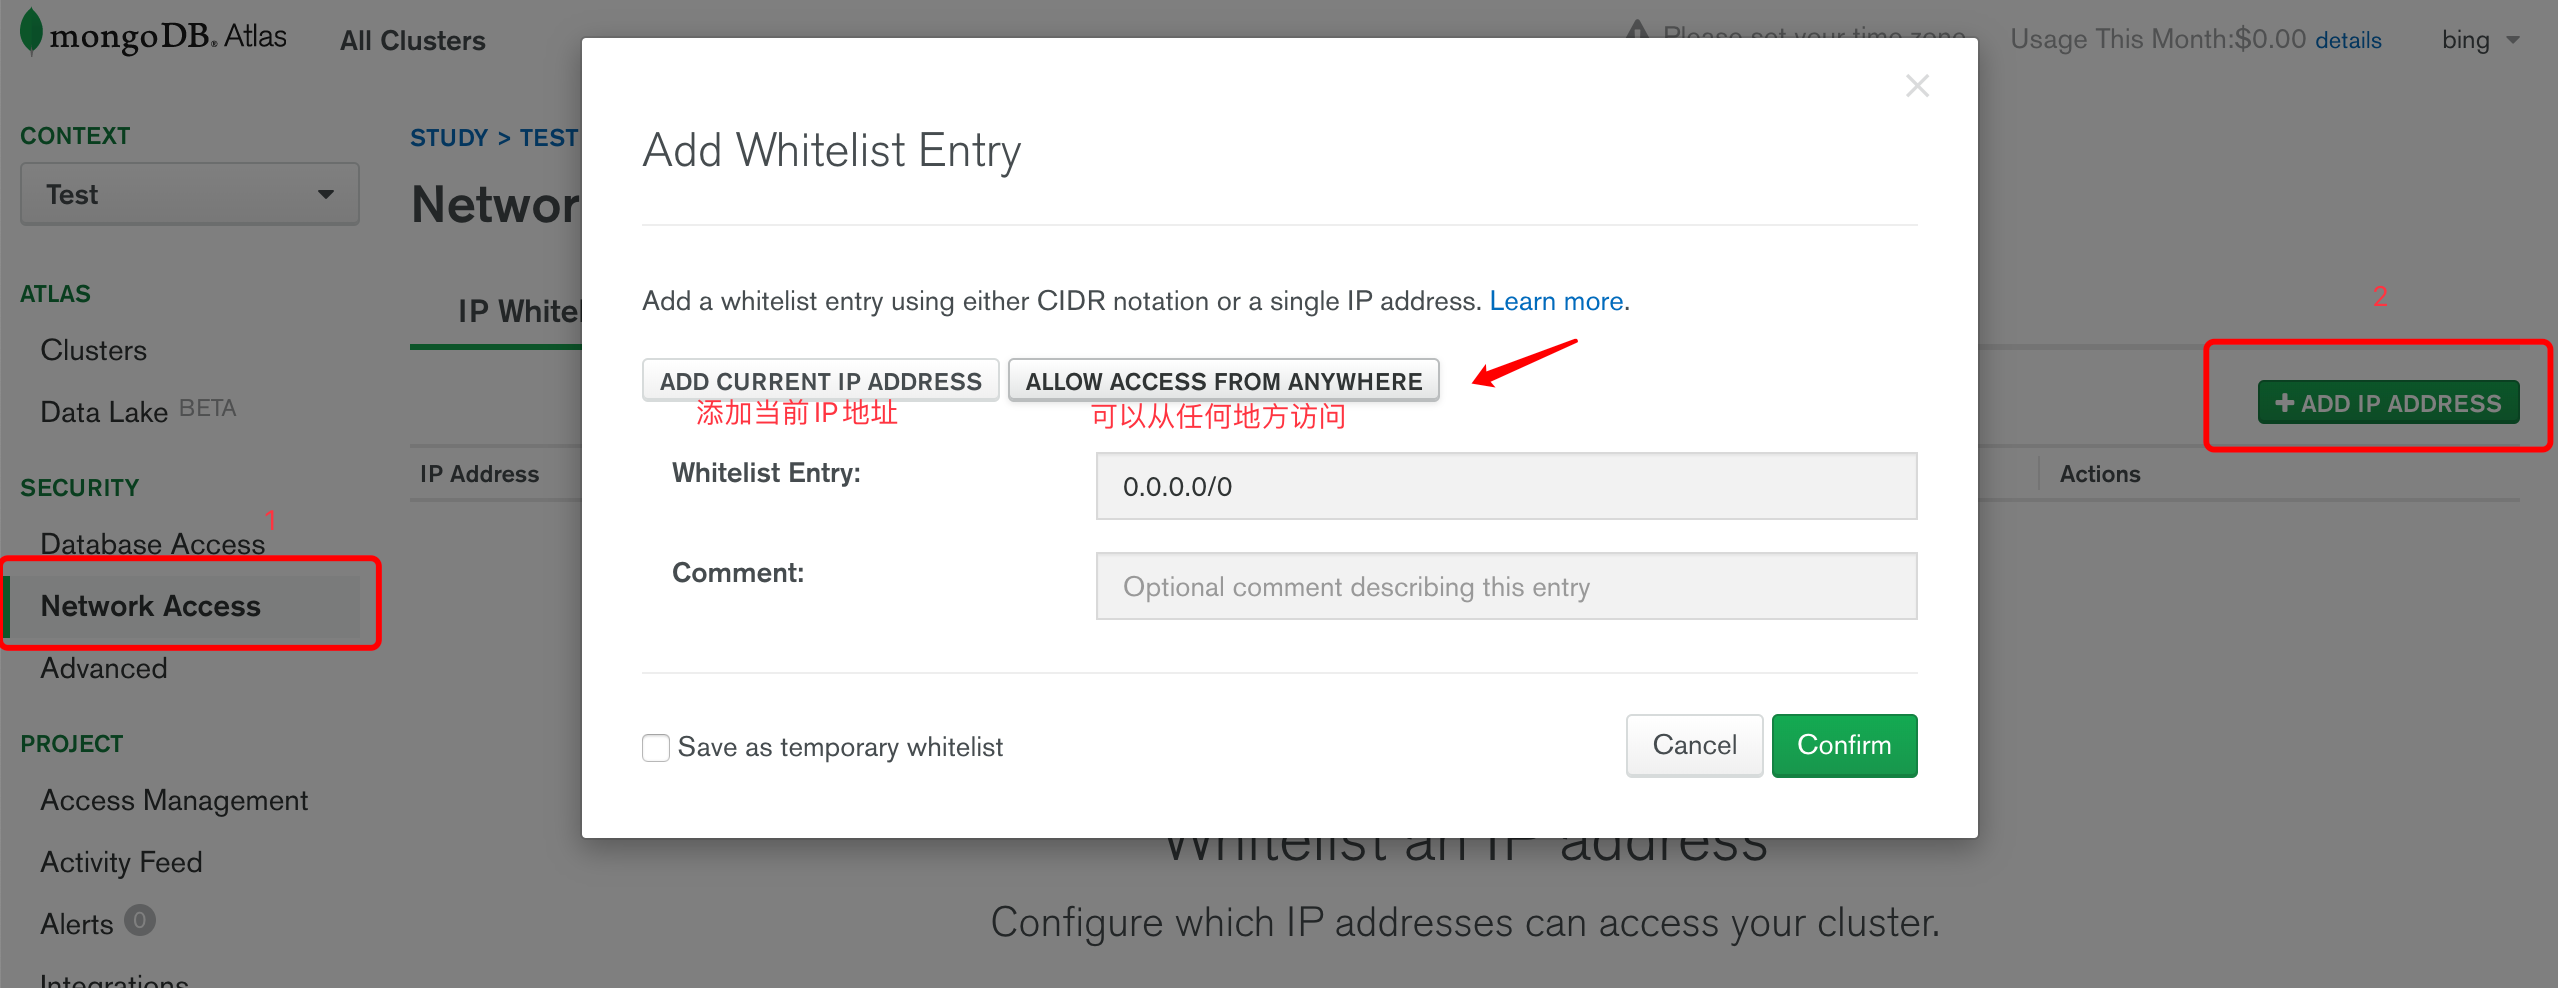 mongoDB. Atlas
All Clusters
Please set your time zone
Usage This Month:$0.00 details
bing
CONTEXT
Test
ATLAS
Clusters
Data Lake BETA
SECURITY
1
Database Access
Network Access
Advanced
PROJECT
Access Management
Activity Feed
Alerts 0
Integrations
STUDY > TEST
Networ
IP Whitel
IP Address
Add Whitelist Entry
Add a whitelist entry using either CIDR notation or a single IP address. Learn more.
ADD CURRENT IP ADDRESS
ALLOW ACCESS FROM ANYWHERE
添加当前IP地址
可以从任何地方访问
Whitelist Entry:
0.0.0.0/0
Comment:
Optional comment describing this entry
Save as temporary whitelist
Cancel
Confirm
2
ADD IP ADDRESS
Actions
Whitelist an IP address
Configure which IP addresses can access your cluster.